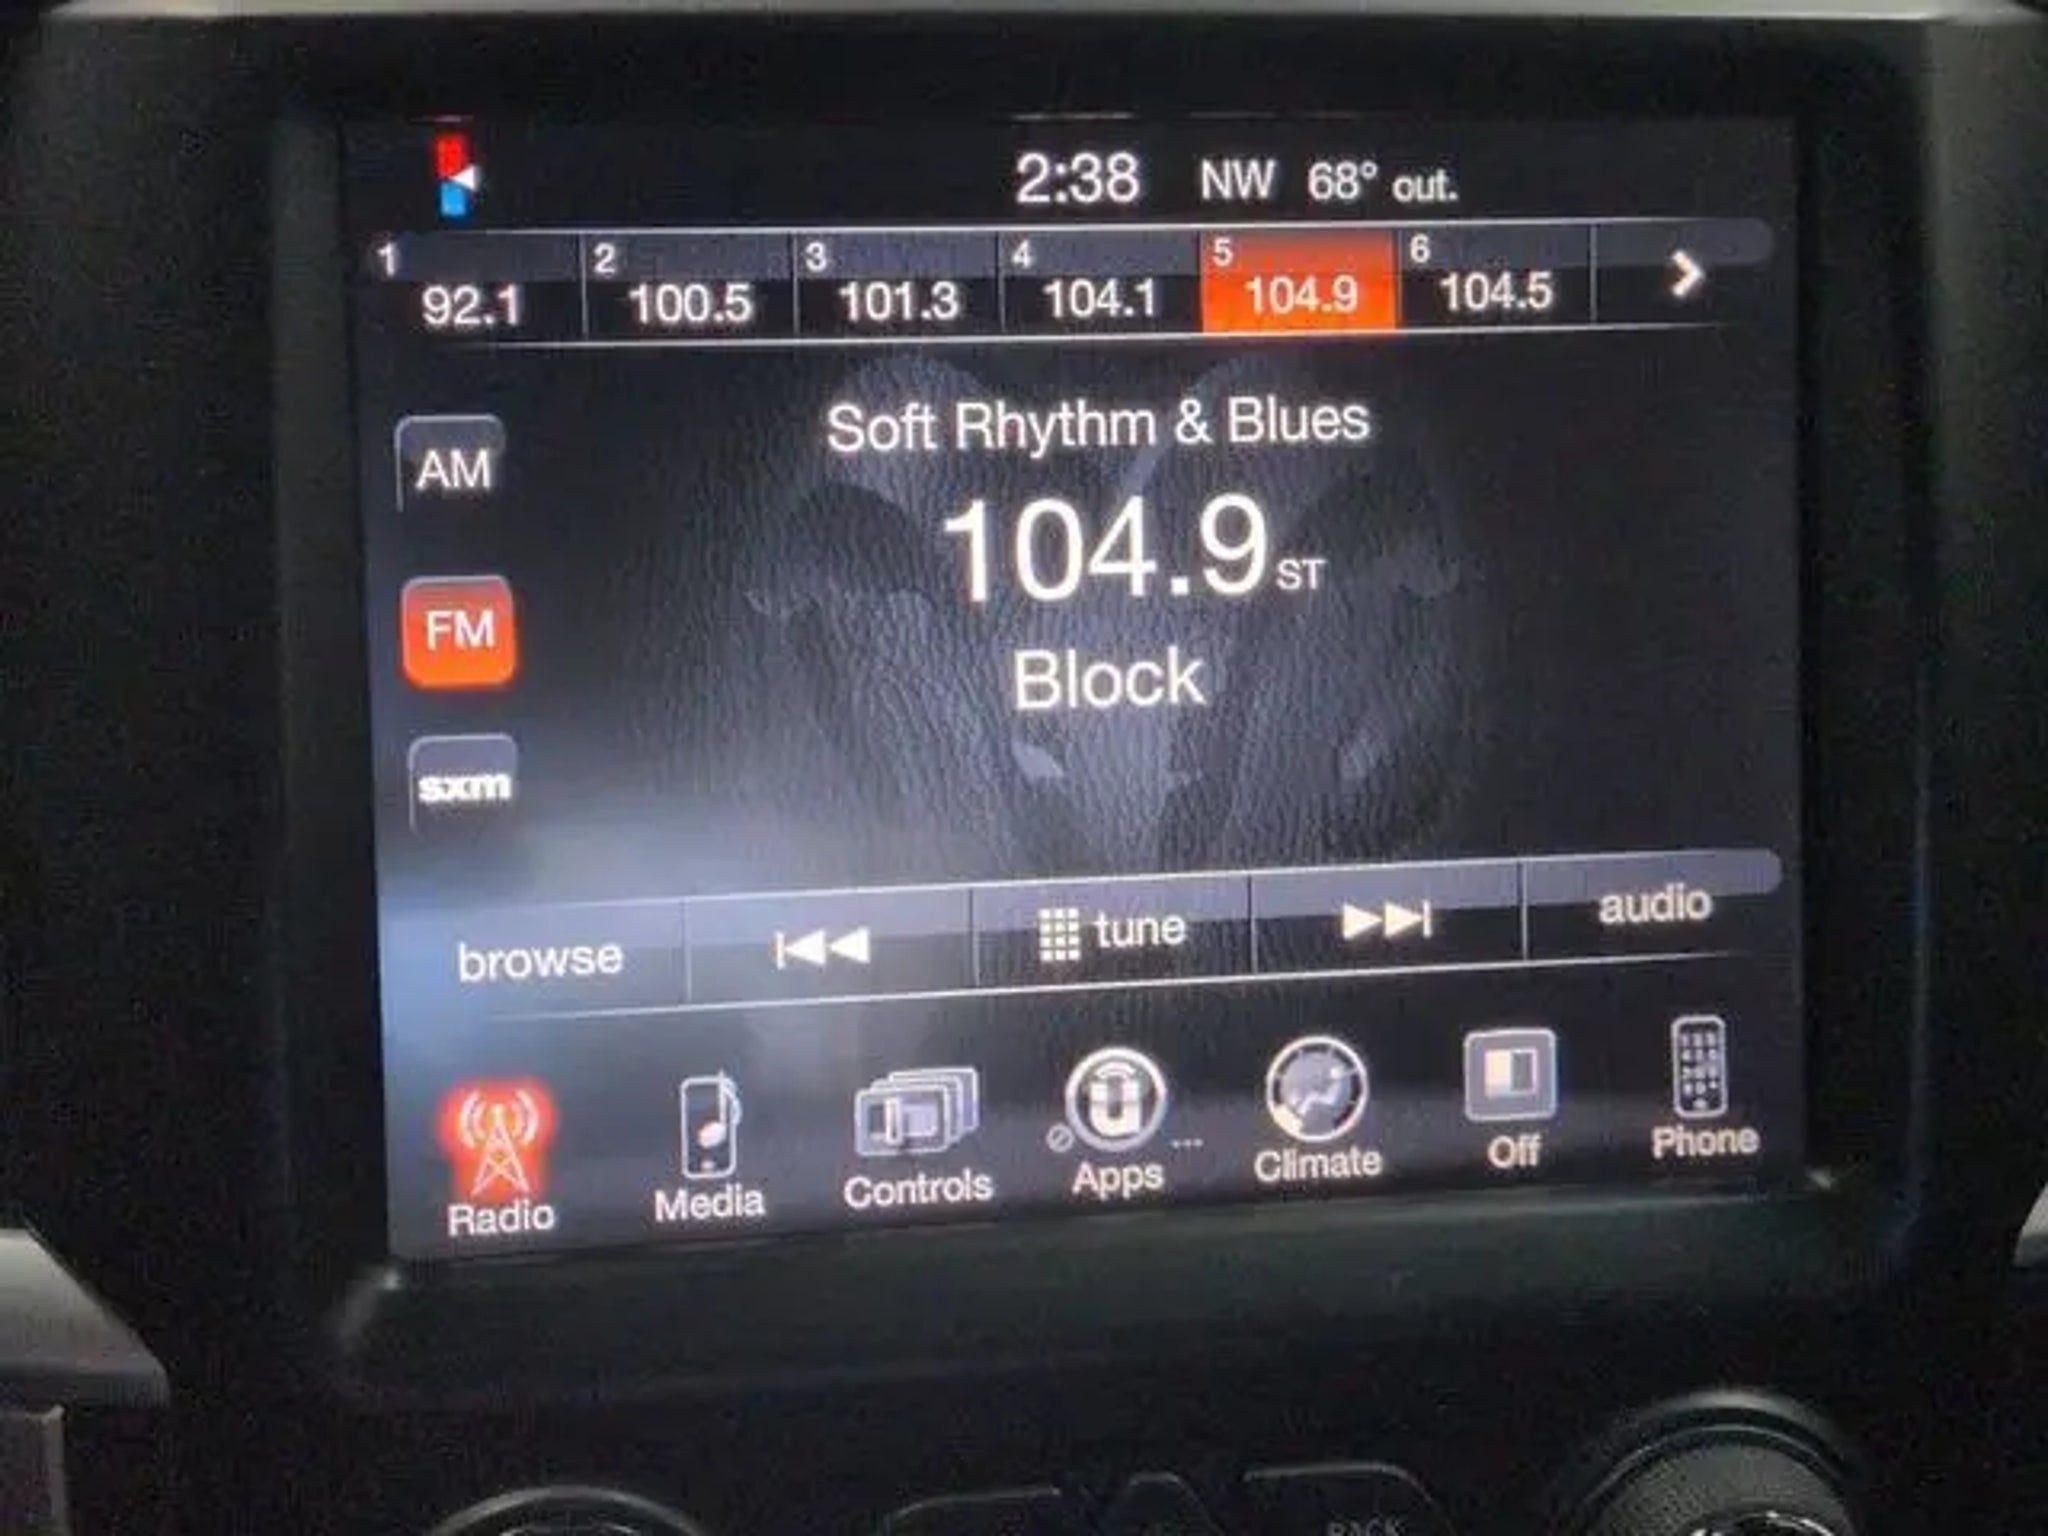 2:38 NW 68° out.
1 2 3 4 5 6
92.1 100.5 101.3 104.1 104.9 104.5
Soft Rhythm & Blues
AM
104.9 ST
FM
Block
sxm
browse tune audio
Radio Media Controls Apps ... Climate Off Phone
BACK